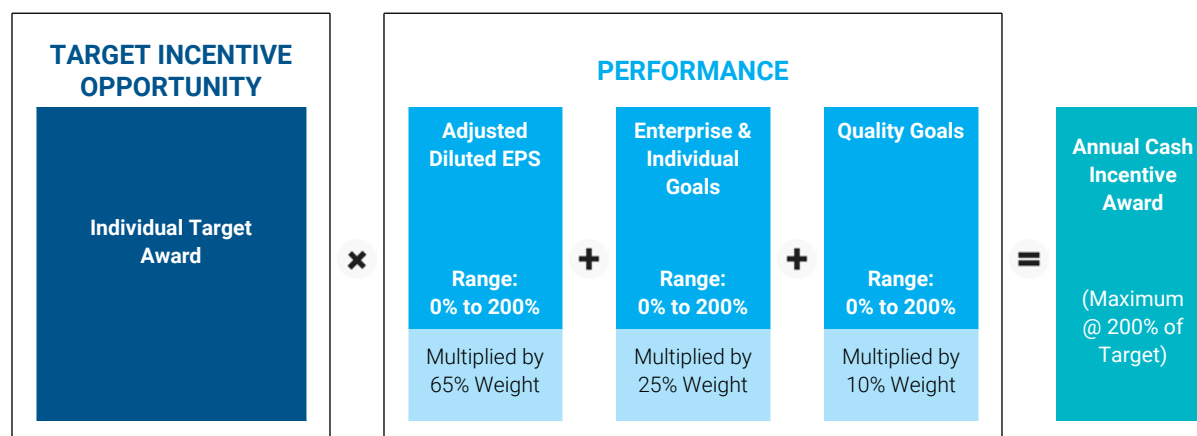 TARGET INCENTIVE
OPPORTUNITY
Individual Target
Award
×
PERFORMANCE
Adjusted
Diluted EPS
Range:
0% to 200%
Multiplied by
65% Weight
+
Enterprise &
Individual
Goals
Range:
0% to 200%
Multiplied by
25% Weight
+
Quality Goals
Range:
0% to 200%
Multiplied by
10% Weight
=
Annual Cash
Incentive
Award
(Maximum
@ 200% of
Target)